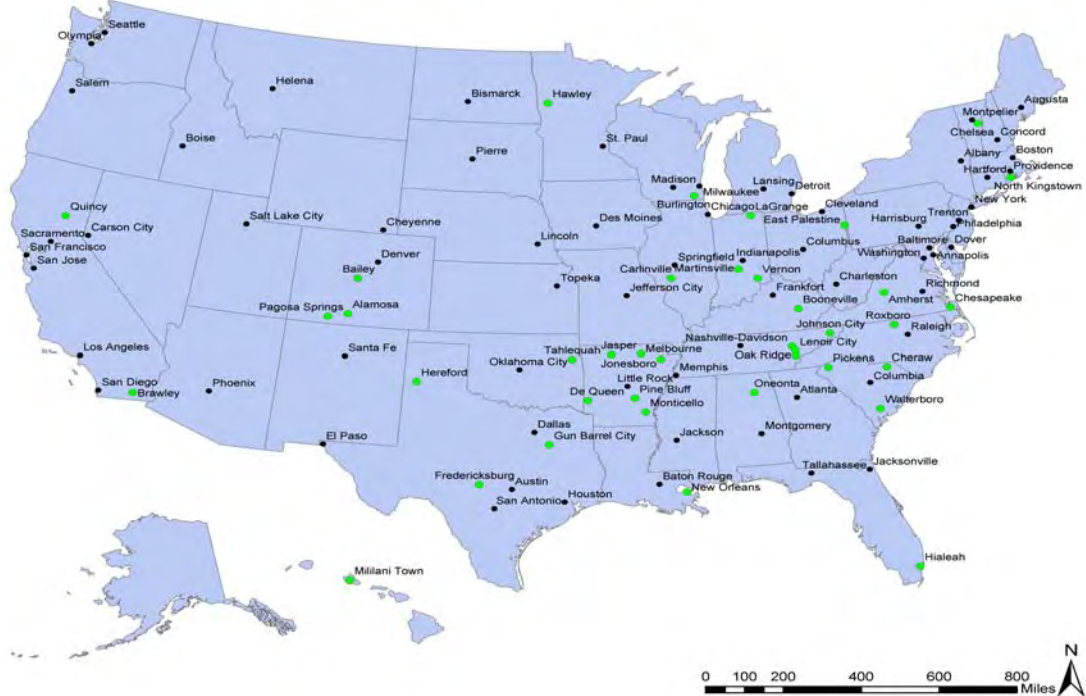 Seattle
Olympia
Salem
Helena
Bismarck
Hawley
Augusta
Montpelier
Boise
St. Paul
Chelsea
Concord
Pierre
Albany
Boston
Madison
Lansing
Hartford
Providence
Milwaukee
Detroit
North Kingstown
Quincy
Burlington
Chicago
LaGrange
Cleveland
New York
Salt Lake City
Cheyenne
Des Moines
East Palestine
Harrisburg
Trenton
Sacramento
Carson City
Philadelphia
San Francisco
Lincoln
Columbus
Baltimore
Dover
San Jose
Denver
Springfield
Indianapolis
Washington
Annapolis
Bailey
Topeka
Carlinville
Martinsville
Vernon
Charleston
Jefferson City
Frankfort
Richmond
Pagosa Springs
Alamosa
Booneville
Amherst
Chesapeake
Roxboro
Johnson City
Raleigh
Los Angeles
Santa Fe
Jasper
Nashville-Davidson
Lenoir City
Tahlequah
Melbourne
Oak Ridge
Pickens
Cheraw
Oklahoma City
Jonesboro
Memphis
San Diego
Phoenix
Hereford
Little Rock
Oneonta
Atlanta
Columbia
Brawley
De Queen
Pine Bluff
Monticello
Walterboro
El Paso
Dallas
Jackson
Montgomery
Gun Barrel City
Tallahassee
Jacksonville
Fredericksburg
Austin
Baton Rouge
San Antonio
Houston
New Orleans
Hialeah
Mililani Town
N
0 100 200 400 600 800
Miles